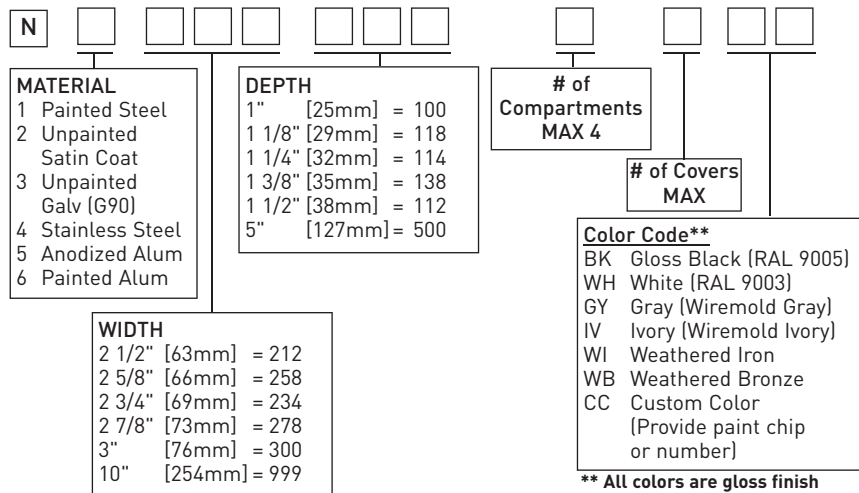 N
MATERIAL
1 Painted Steel
2 Unpainted
Satin Coat
3 Unpainted
Galv (G90)
4 Stainless Steel
5 Anodized Alum
6 Painted Alum
WIDTH
2 1/2" [63mm] = 212
2 5/8" [66mm] = 258
2 3/4" [69mm] = 234
2 7/8" [73mm] = 278
3" [76mm] = 300
10" [254mm] = 999
DEPTH
1" [25mm] = 100
1 1/8" [29mm] = 118
1 1/4" [32mm] = 114
1 3/8" [35mm] = 138
1 1/2" [38mm] = 112
5" [127mm] = 500
# of
Compartments
MAX 4
# of Covers
MAX
Color Code**
BK Gloss Black (RAL 9005)
WH White (RAL 9003)
GY Gray (Wiremold Gray)
IV Ivory (Wiremold Ivory)
WI Weathered Iron
WB Weathered Bronze
CC Custom Color
(Provide paint chip
or number)
** All colors are gloss finish